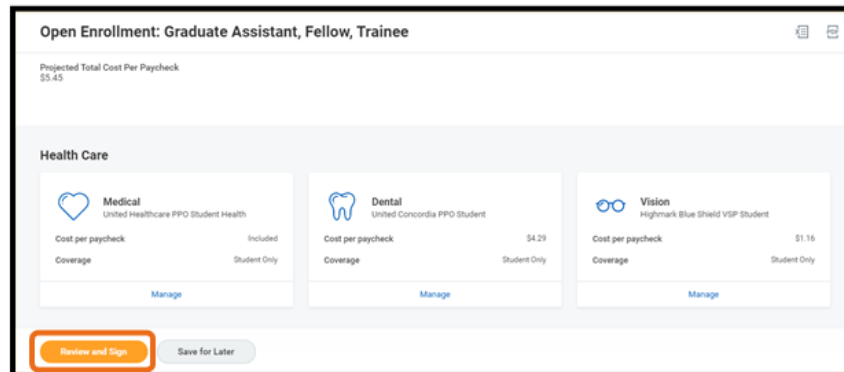 Open Enrollment: Graduate Assistant, Fellow, Trainee
Projected Total Cost Per Paycheck
$5.45
Health Care
Medical
United Healthcare PPO Student Health
Cost per paycheck Included
Coverage Student Only
Manage
Dental
United Concordia PPO Student
Cost per paycheck $4.29
Coverage Student Only
Manage
Vision
Highmark Blue Shield VSP Student
Cost per paycheck $1.16
Coverage Student Only
Manage
Review and Sign Save for Later